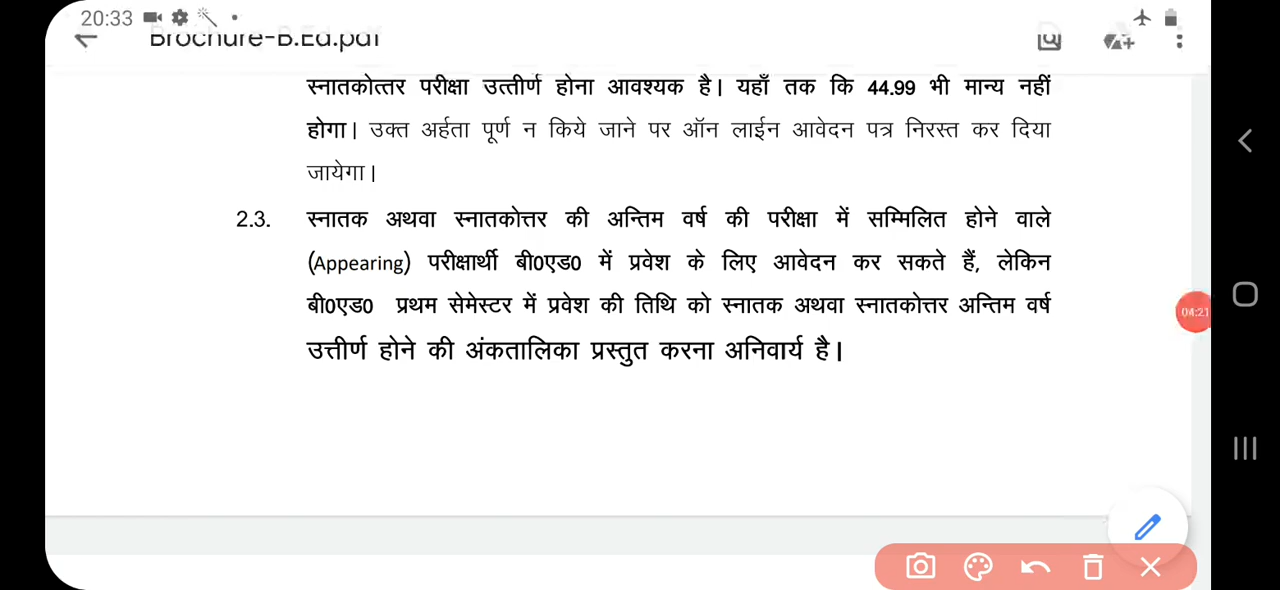 20:33
Brochure-B.Ed.pdf
स्नातकोत्तर परीक्षा उत्तीर्ण होना आवश्यक है। यहाँ तक कि 44.99 भी मान्य नहीं
होगा। उक्त अर्हता पूर्ण न किये जाने पर ऑन लाईन आवेदन पत्र निरस्त कर दिया
जायेगा।
2.3. स्नातक अथवा स्नातकोत्तर की अन्तिम वर्ष की परीक्षा में सम्मिलित होने वाले
(Appearing) परीक्षार्थी बी0एड0 में प्रवेश के लिए आवेदन कर सकते हैं, लेकिन
बी0एड0 प्रथम सेमेस्टर में प्रवेश की तिथि को स्नातक अथवा स्नातकोत्तर अन्तिम वर्ष
04:21
उत्तीर्ण होने की अंकतालिका प्रस्तुत करना अनिवार्य है।